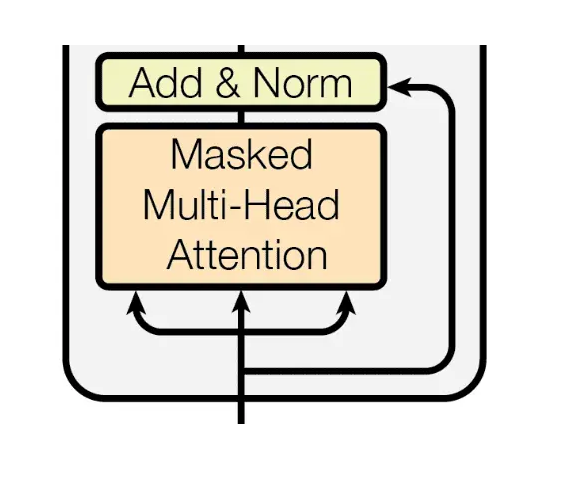 Add & Norm
Masked
Multi-Head
Attention